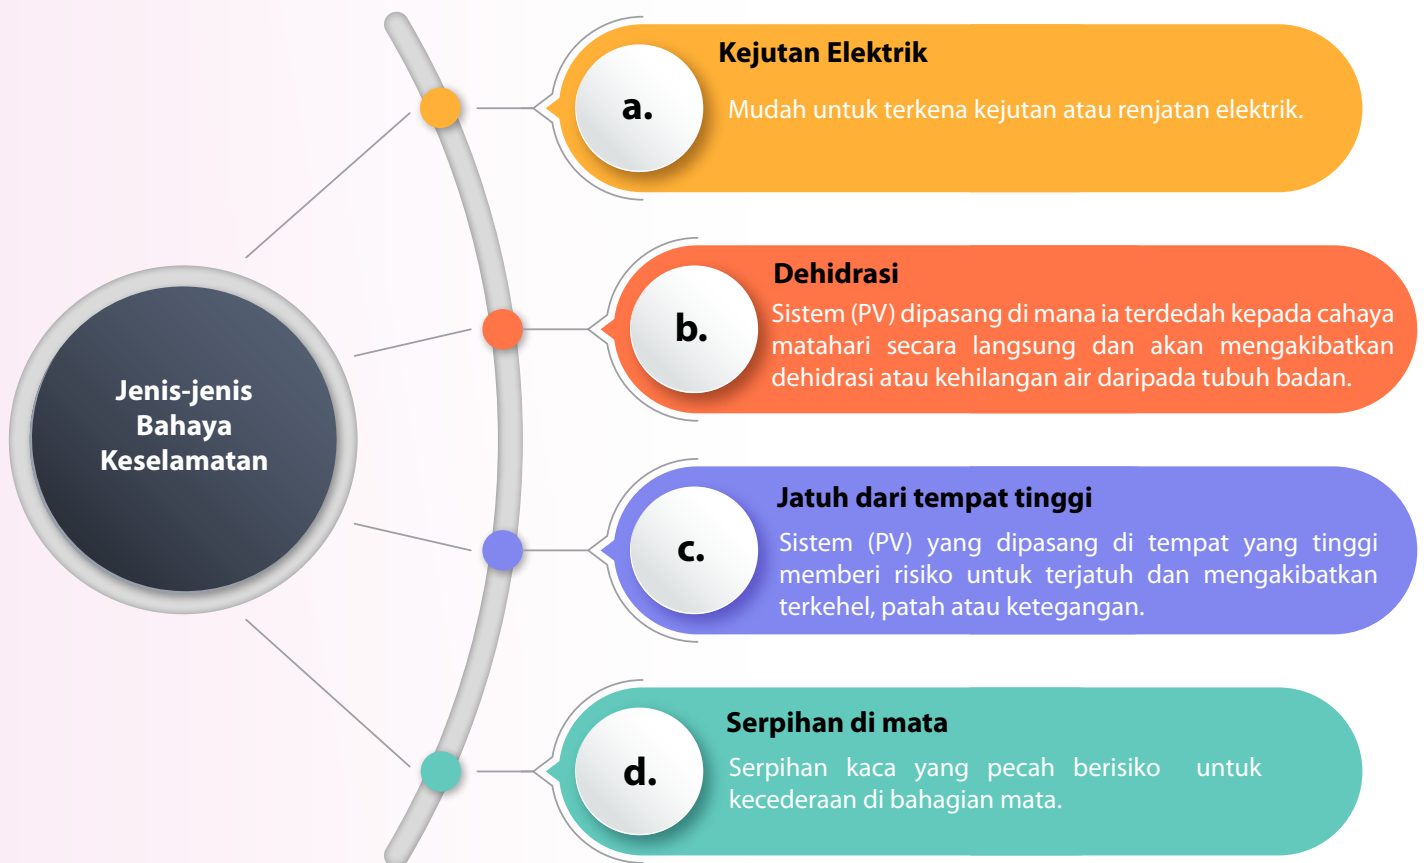 Jenis-jenis
Bahaya
Keselamatan
a.
Kejutan Elektrik
Mudah untuk terkena kejutan atau renjatan elektrik.
b.
Dehidrasi
Sistem (PV) dipasang di mana ia terdedah kepada cahaya
matahari secara langsung dan akan mengakibatkan
dehidrasi atau kehilangan air daripada tubuh badan.
c.
Jatuh dari tempat tinggi
Sistem (PV) yang dipasang di tempat yang tinggi
memberi risiko untuk terjatuh dan mengakibatkan
terkehel, patah atau ketegangan.
d.
Serpihan di mata
Serpihan kaca yang pecah berisiko untuk
kecederaan di bahagian mata.